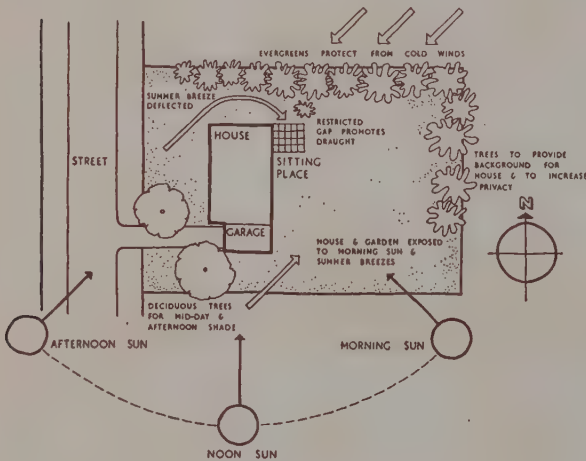 EVERGREENS PROTECT FROM COLD WINDS
SUMMER BREEZE
DEFLECTED
RESTRICTED
GAP PROMOTES
DRAUGHT
HOUSE
SITTING
PLACE
STREET
TREES TO PROVIDE
BACKGROUND FOR
HOUSE & TO INCREASE
PRIVACY
N
GARAGE
HOUSE & GARDEN EXPOSED
TO MORNING SUN &
SUMMER BREEZES
DECIDUOUS TREES
FOR MID-DAY &
AFTERNOON SHADE
AFTERNOON SUN
MORNING SUN
NOON SUN